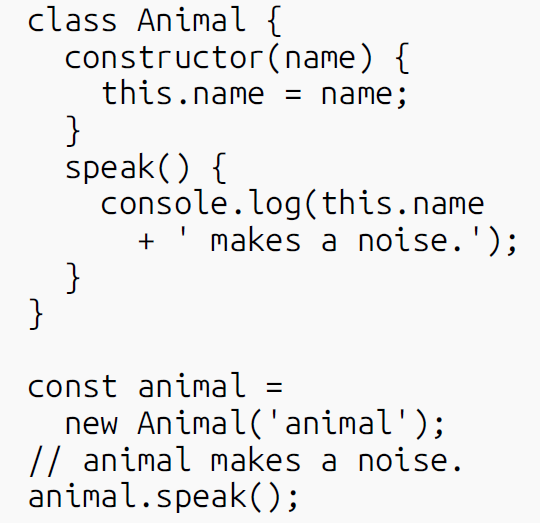 class Animal {
  constructor(name) {
    this.name = name;
  }
  speak() {
    console.log(this.name
      + ' makes a noise.');
  }
}

const animal =
  new Animal('animal');
// animal makes a noise.
animal.speak();